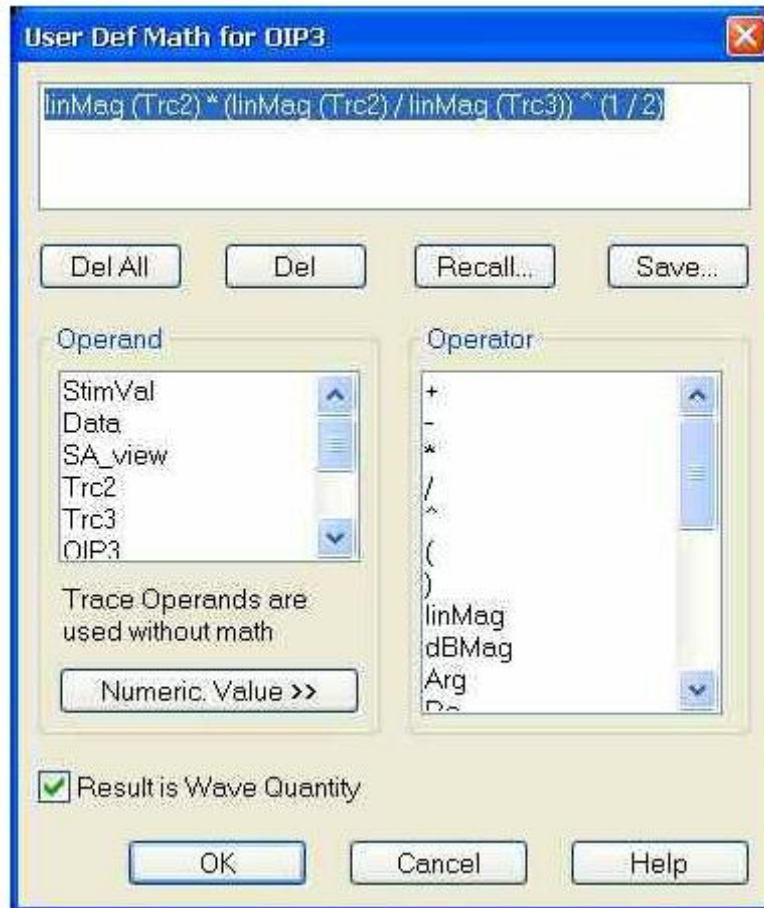 User Def Math for OIP3
linMag (Trc2) * (linMag (Trc2) / linMag (Trc3)) ^ (1 / 2)
Del All
Del
Recall...
Save...
Operand
StimVal
Data
SA_view
Trc2
Trc3
OIP3
Trace Operands are
used without math
Numeric. Value >>
Operator
+
-
*
/
^
(
)
linMag
dBMag
Arg
Result is Wave Quantity
OK
Cancel
Help